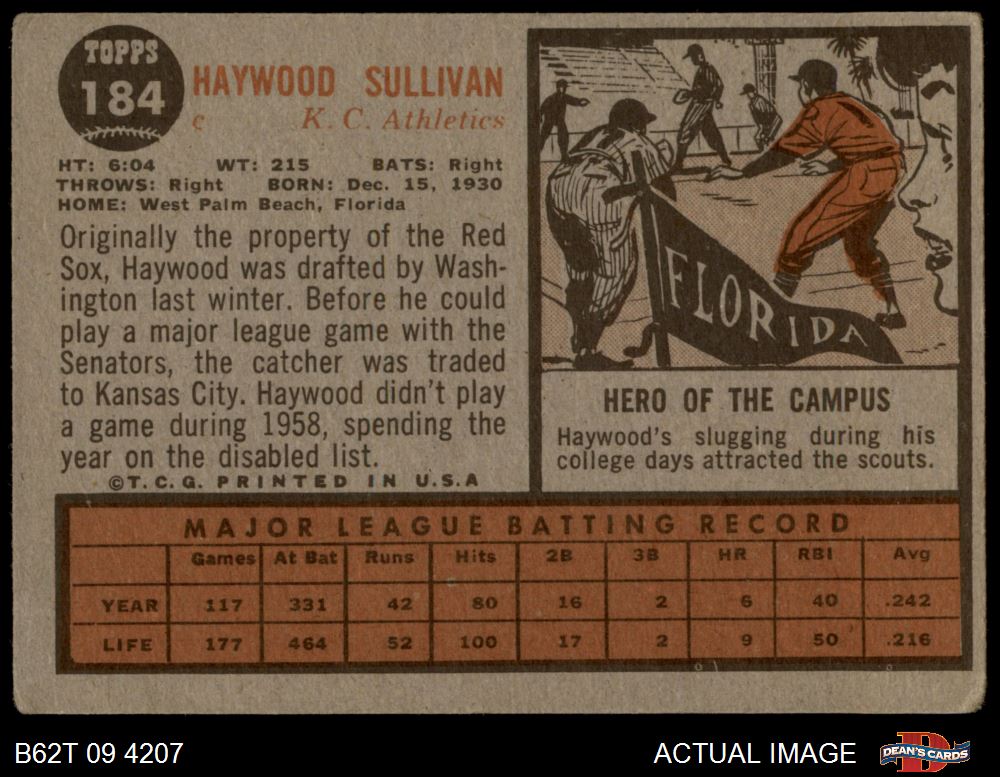 TOPPS
184
HAYWOOD SULLIVAN
c K. C. Athletics
HT: 6:04 WT: 215 BATS: Right
THROWS: Right BORN: Dec. 15, 1930
HOME: West Palm Beach, Florida
Originally the property of the Red
Sox, Haywood was drafted by Wash-
ington last winter. Before he could
play a major league game with the
Senators, the catcher was traded
to Kansas City. Haywood didn't play
a game during 1958, spending the
year on the disabled list.
©T. C. G. PRINTED IN U.S.A
FLORIDA
HERO OF THE CAMPUS
Haywood's slugging during his
college days attracted the scouts.
MAJOR LEAGUE BATTING RECORD
Games At Bat Runs Hits 2B 3B HR RBI Avg
YEAR 117 331 42 80 16 2 6 40 .242
LIFE 177 464 52 100 17 2 9 50 .216
B62T 09 4207
ACTUAL IMAGE
DEAN'S CARDS